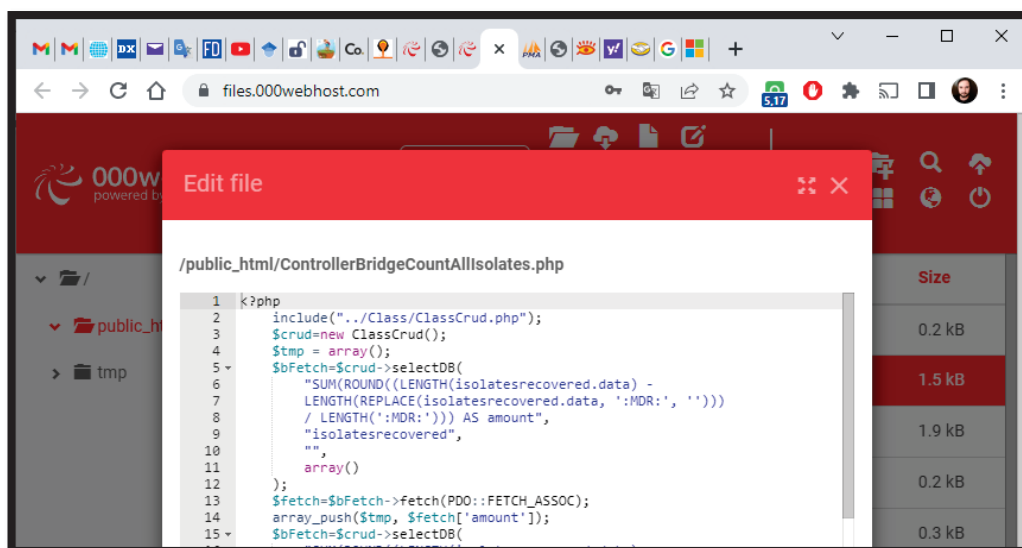 DX
FD
Co.
PMA
y!
G
files.000webhost.com
5,17
000w
powered by
Edit file
/public_html/ControllerBridgeCountAllIsolates.php
/
public_ht
tmp
Size
0.2 kB
1.5 kB
1.9 kB
0.2 kB
0.3 kB
1 <?php
2 include("../Class/ClassCrud.php");
3 $crud=new ClassCrud();
4 $tmp = array();
5 $bFetch=$crud->selectDB(
6 "SUM(ROUND((LENGTH(isolatesrecovered.data) -
7 LENGTH(REPLACE(isolatesrecovered.data, ':MDR:', '')))
8 / LENGTH(':MDR:'))) AS amount",
9 "isolatesrecovered",
10 "",
11 array()
12 );
13 $fetch=$bFetch->fetch(PDO::FETCH_ASSOC);
14 array_push($tmp, $fetch['amount']);
15 $bFetch=$crud->selectDB(